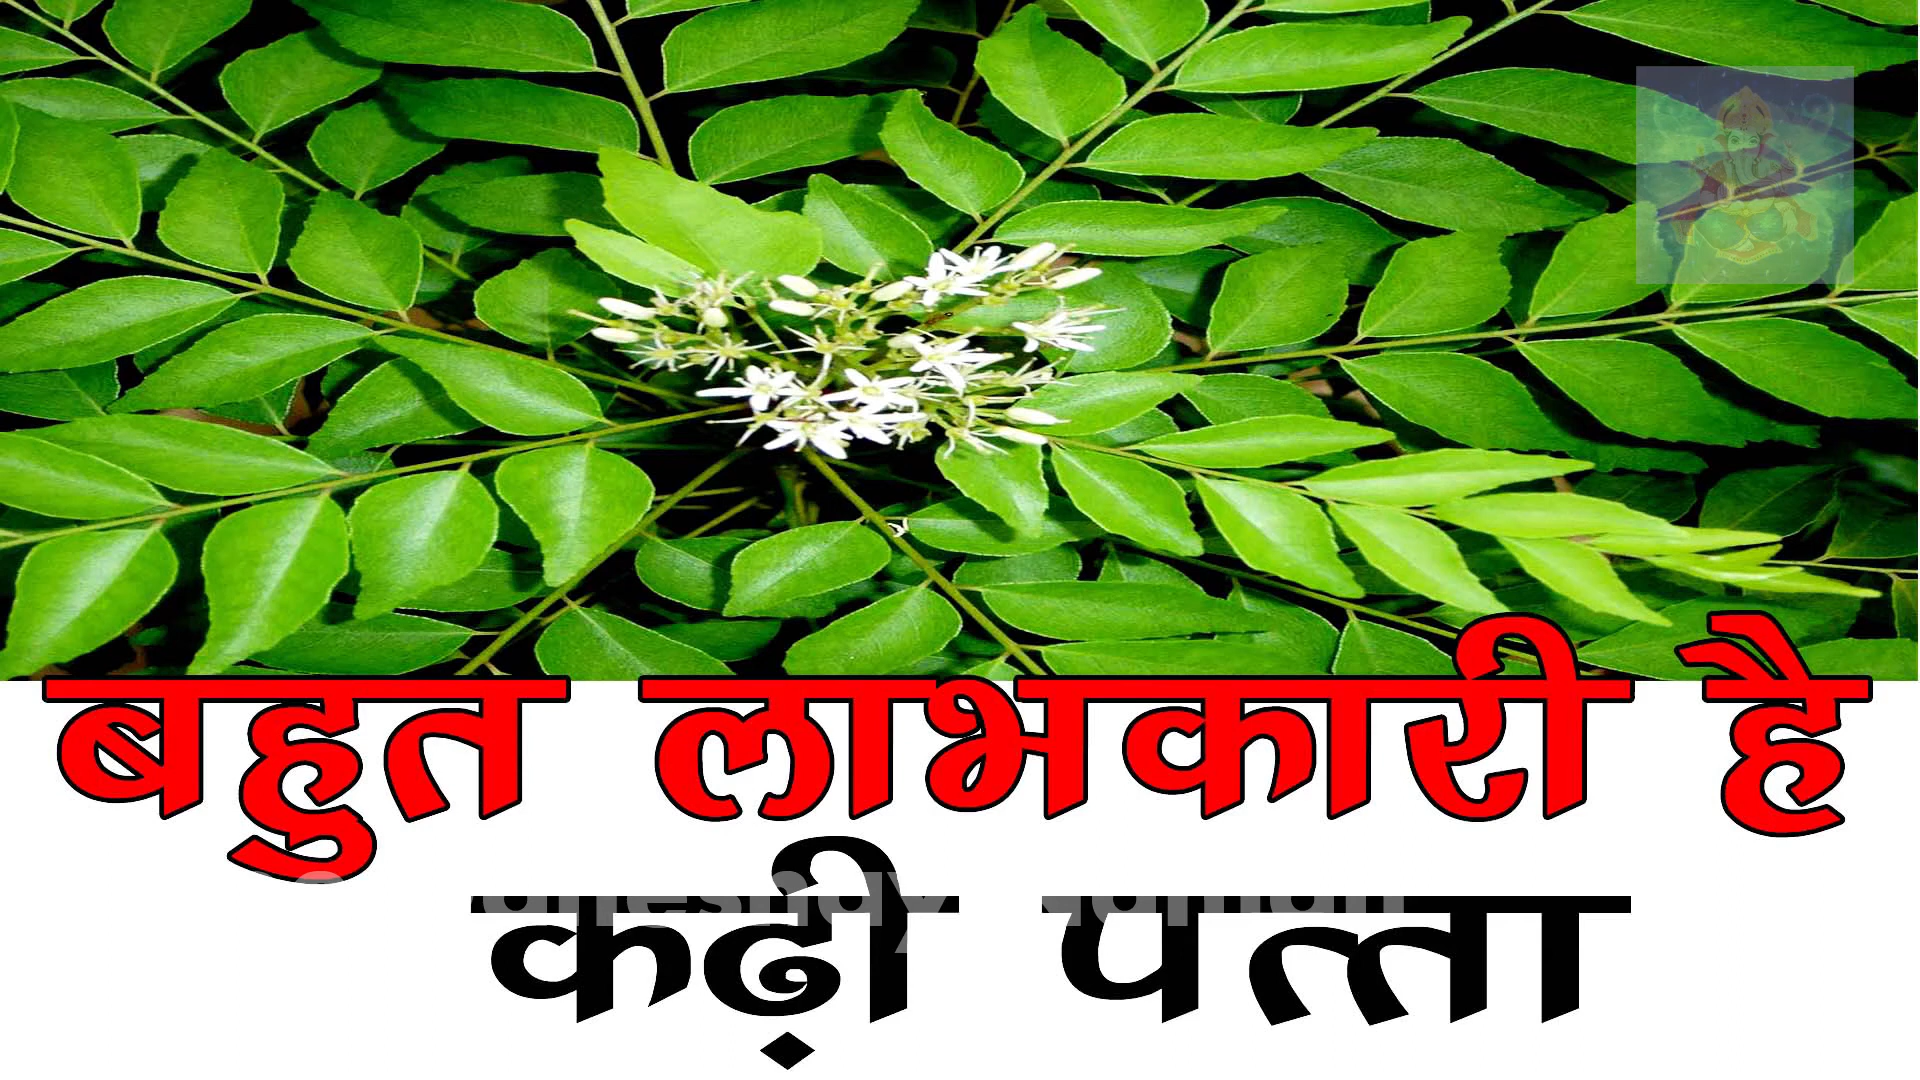 बहुत लाभकारी है
कढ़ी पत्ता